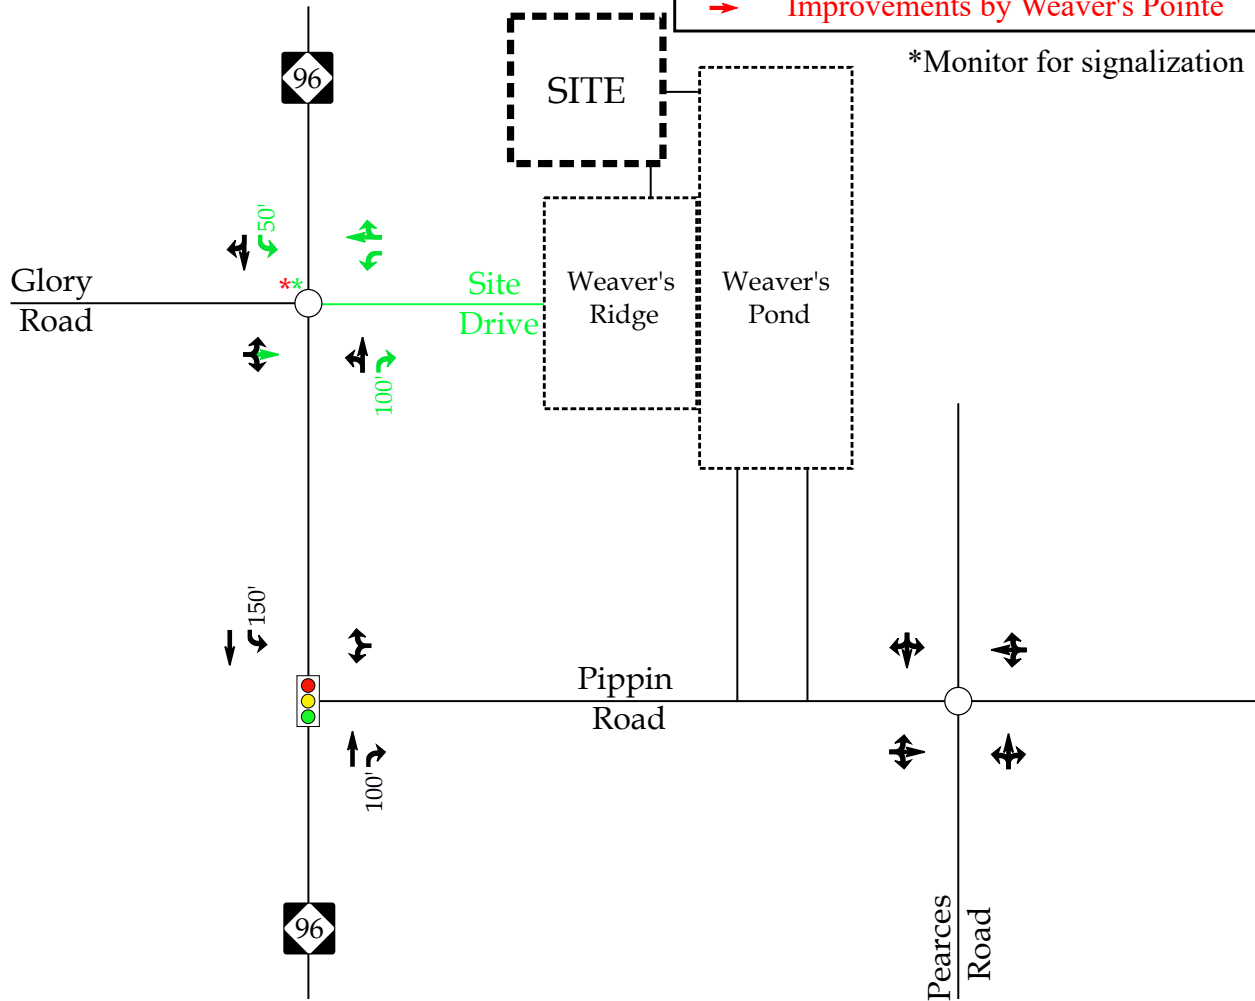 Improvements by Weaver's Pointe
*Monitor for signalization
96
SITE
50'
Glory
Road
**
Site
Drive
Weaver's
Ridge
Weaver's
Pond
100'
150'
Pippin
Road
100'
96
Pearces
Road